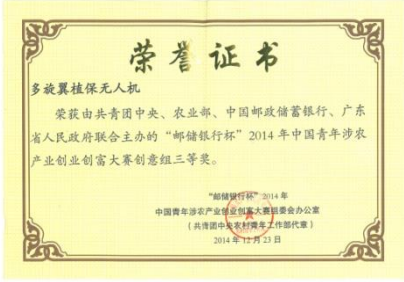 荣誉证书
多旋翼植保无人机
荣获由共青团中央、农业部、中国邮政储蓄银行、广东
省人民政府联合主办的“邮储银行杯”2014年中国青年涉农
产业创业创富大赛创意组三等奖。
“邮储银行杯”2014年
中国青年涉农产业创业创富大赛组委会办公室
（共青团中央农村青年工作部代章）
2014年12月23日